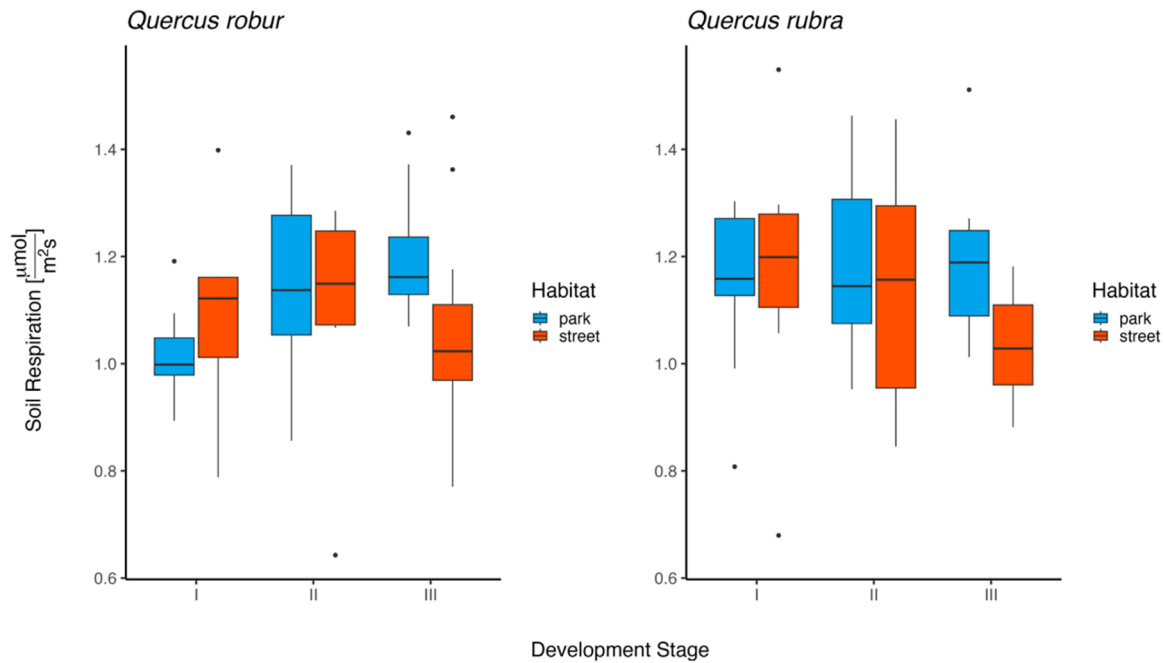 Quercus robur
Quercus rubra
Soil Respiration [μmol/m²s]
1.4
1.2
1.0
0.8
0.6
I
II
III
Habitat
park
street
1.4
1.2
1.0
0.8
0.6
I
II
III
Habitat
park
street
Development Stage